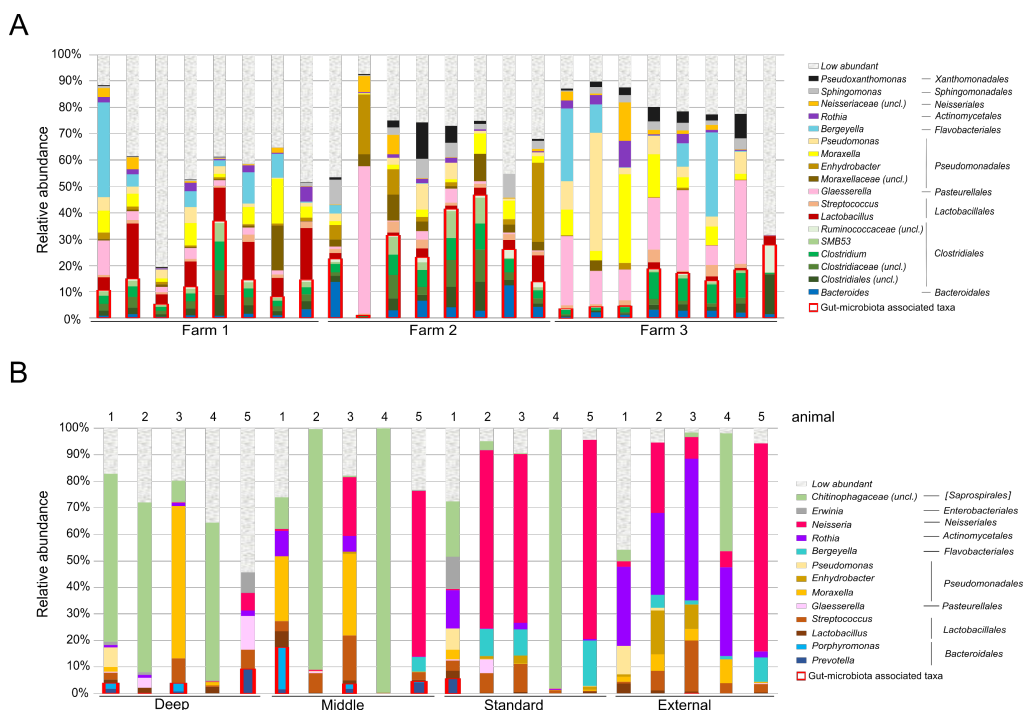 A
Relative abundance
100%
90%
80%
70%
60%
50%
40%
30%
20%
10%
0%
Farm 1 Farm 2 Farm 3
Low abundant
Pseudoxanthomonas Xanthomonadales
Sphingomonas Sphingomonadales
Neisseriaceae (uncl.) Neisseriales
Rothia Actinomycetales
Bergeyella Flavobacteriales
Pseudomonas
Moraxella
Enhydrobacter Pseudomonadales
Moraxellaceae (uncl.)
Glaesserella Pasteurellales
Streptococcus Lactobacillales
Lactobacillus
Ruminococcaceae (uncl.)
SMB53
Clostridium Clostridiales
Clostridiaceae (uncl.)
Clostridiales (uncl.)
Bacteroides Bacteroidales
Gut-microbiota associated taxa
B
1 2 3 4 5 1 2 3 4 5 1 2 3 4 5 1 2 3 4 5 animal
Relative abundance
100%
90%
80%
70%
60%
50%
40%
30%
20%
10%
0%
Deep Middle Standard External
Low abundant
Chitinophagaceae (uncl.) [Saprospirales]
Erwinia Enterobacteriales
Neisseria Neisseriales
Rothia Actinomycetales
Bergeyella Flavobacteriales
Pseudomonas
Enhydrobacter Pseudomonadales
Moraxella
Glaesserella Pasteurellales
Streptococcus Lactobacillales
Lactobacillus
Porphyromonas Bacteroidales
Prevotella
Gut-microbiota associated taxa